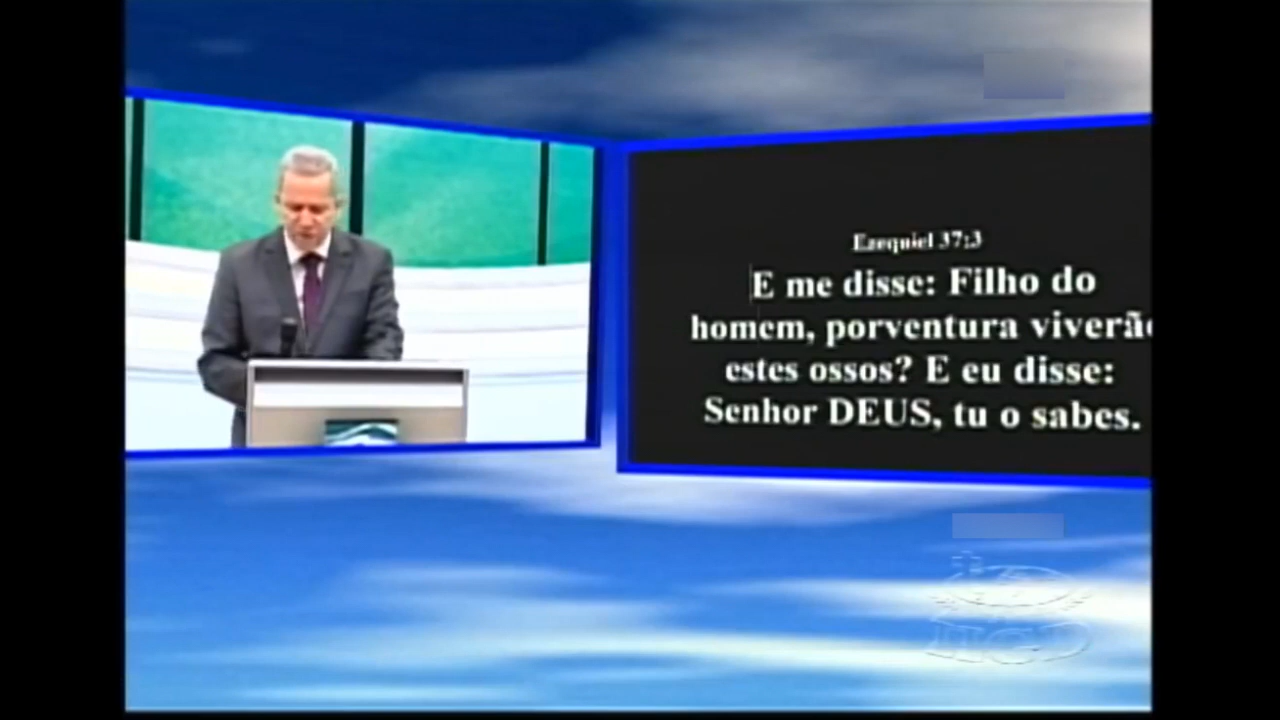 Ezequiel 37:3
E me disse: Filho do
homem, porventura viverão
estes ossos? E eu disse:
Senhor DEUS, tu o sabes.